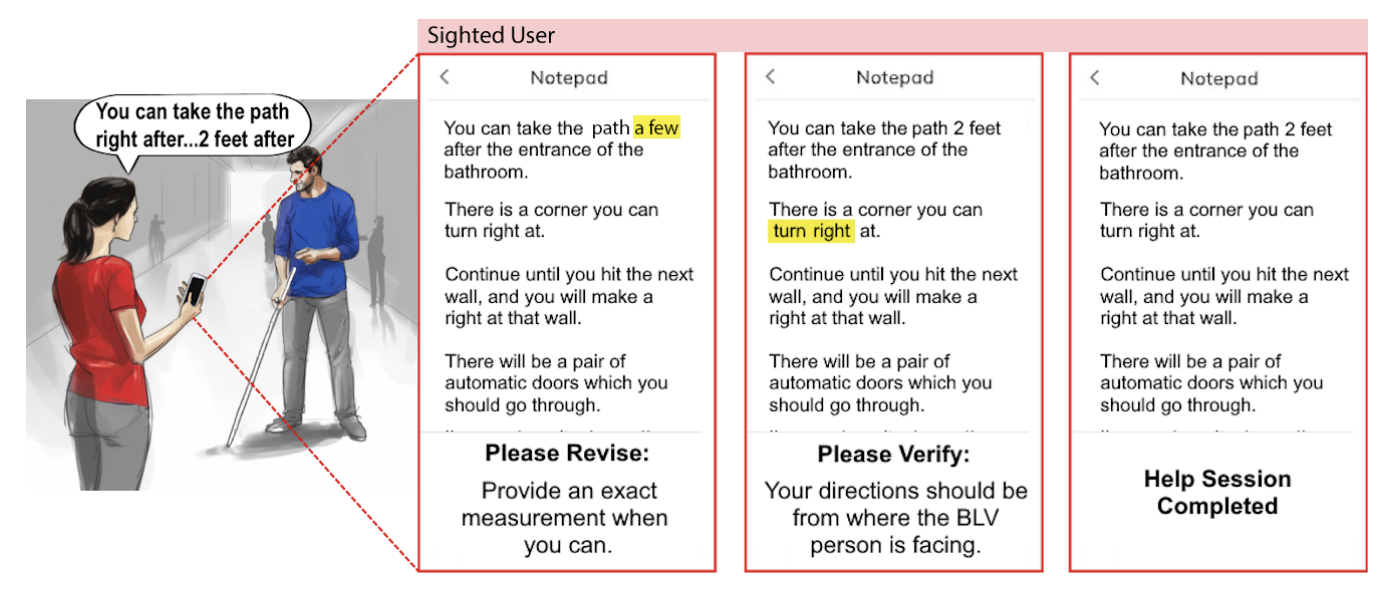 Sighted User
You can take the path
right after...2 feet after
< Notepad
You can take the path a few
after the entrance of the
bathroom.
There is a corner you can
turn right at.
Continue until you hit the next
wall, and you will make a
right at that wall.
There will be a pair of
automatic doors which you
should go through.
Please Revise:
Provide an exact
measurement when
you can.
< Notepad
You can take the path 2 feet
after the entrance of the
bathroom.
There is a corner you can
turn right at.
Continue until you hit the next
wall, and you will make a
right at that wall.
There will be a pair of
automatic doors which you
should go through.
Please Verify:
Your directions should be
from where the BLV
person is facing.
< Notepad
You can take the path 2 feet
after the entrance of the
bathroom.
There is a corner you can
turn right at.
Continue until you hit the next
wall, and you will make a
right at that wall.
There will be a pair of
automatic doors which you
should go through.
Help Session
Completed